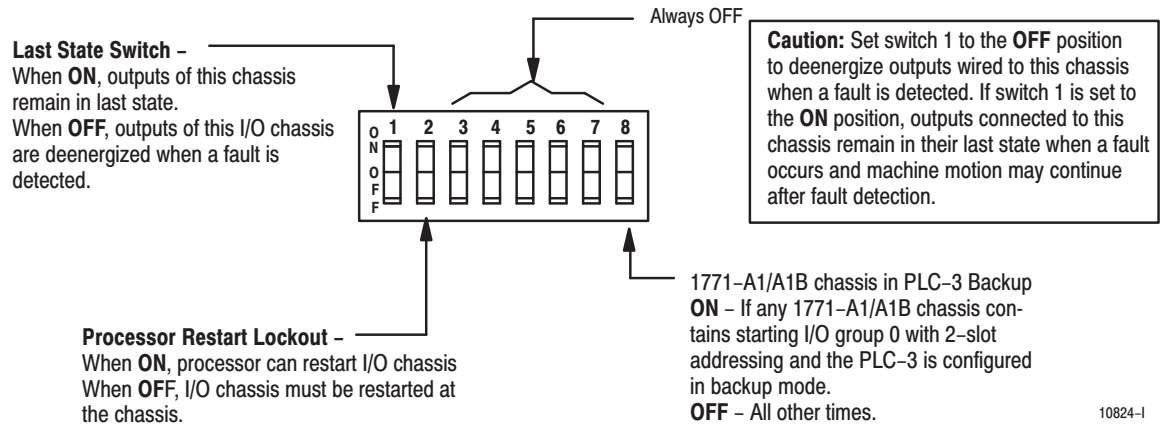 Always OFF
Last State Switch –
When ON, outputs of this chassis
remain in last state.
When OFF, outputs of this I/O chassis
are deenergized when a fault is
detected.
Caution: Set switch 1 to the OFF position
to deenergize outputs wired to this chassis
when a fault is detected. If switch 1 is set to
the ON position, outputs connected to this
chassis remain in their last state when a fault
occurs and machine motion may continue
after fault detection.
1 2 3 4 5 6 7 8
ON
OFF
1771–A1/A1B chassis in PLC–3 Backup
ON – If any 1771–A1/A1B chassis con-
tains starting I/O group 0 with 2–slot
addressing and the PLC–3 is configured
in backup mode.
OFF – All other times.
Processor Restart Lockout –
When ON, processor can restart I/O chassis
When OFF, I/O chassis must be restarted at
the chassis.
10824–I